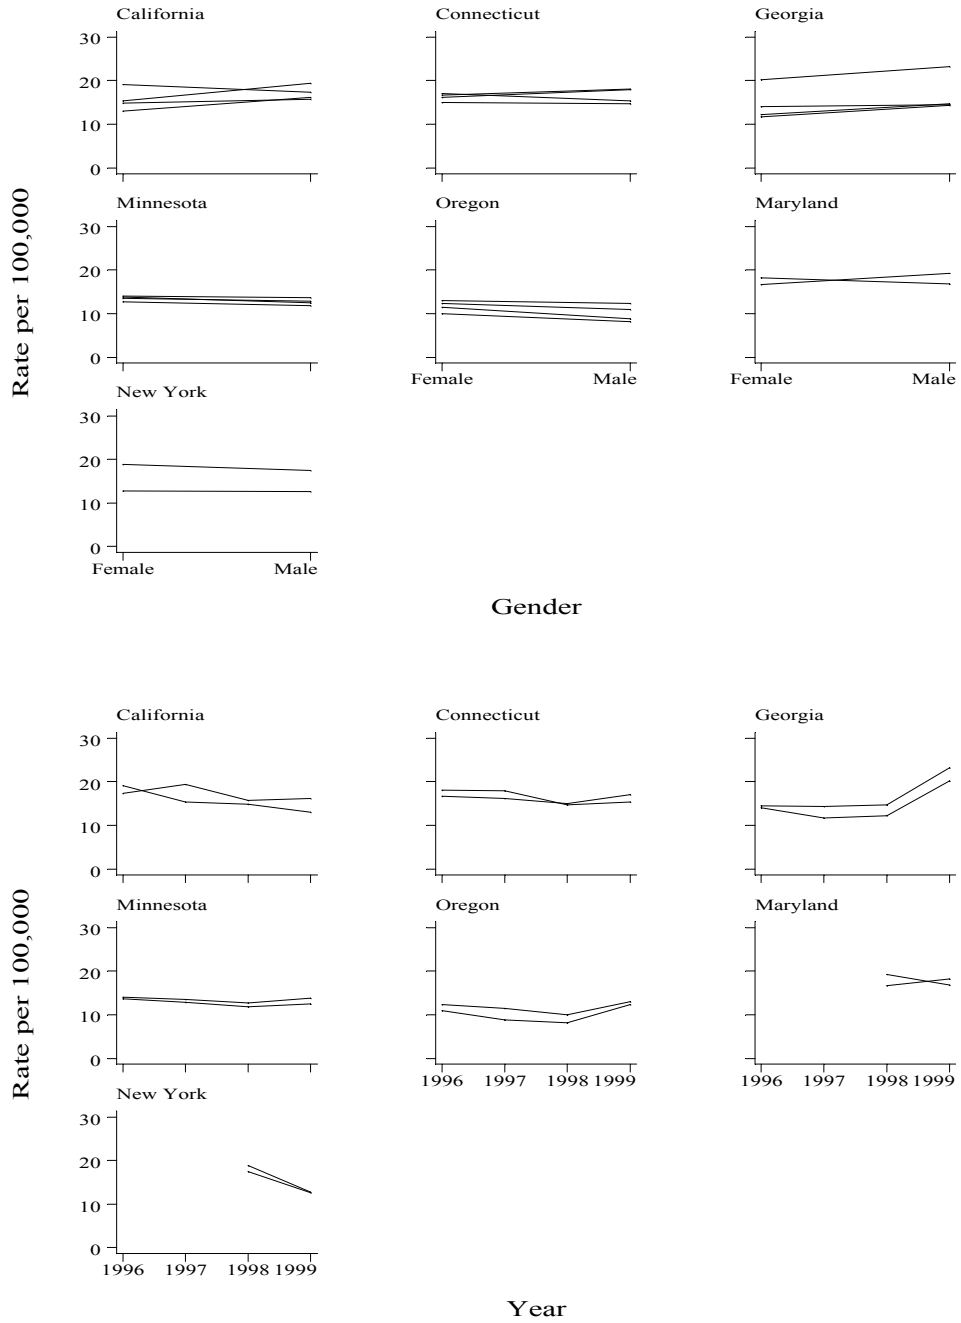 California Connecticut Georgia
30
20
10
0
Minnesota Oregon Maryland
30
20
10
0
Female Male Female Male
New York
30
20
10
0
Female Male
Rate per 100,000
Gender
California Connecticut Georgia
30
20
10
0
Minnesota Oregon Maryland
30
20
10
0
1996 1997 1998 1999 1996 1997 1998 1999
New York
30
20
10
0
1996 1997 1998 1999
Rate per 100,000
Year